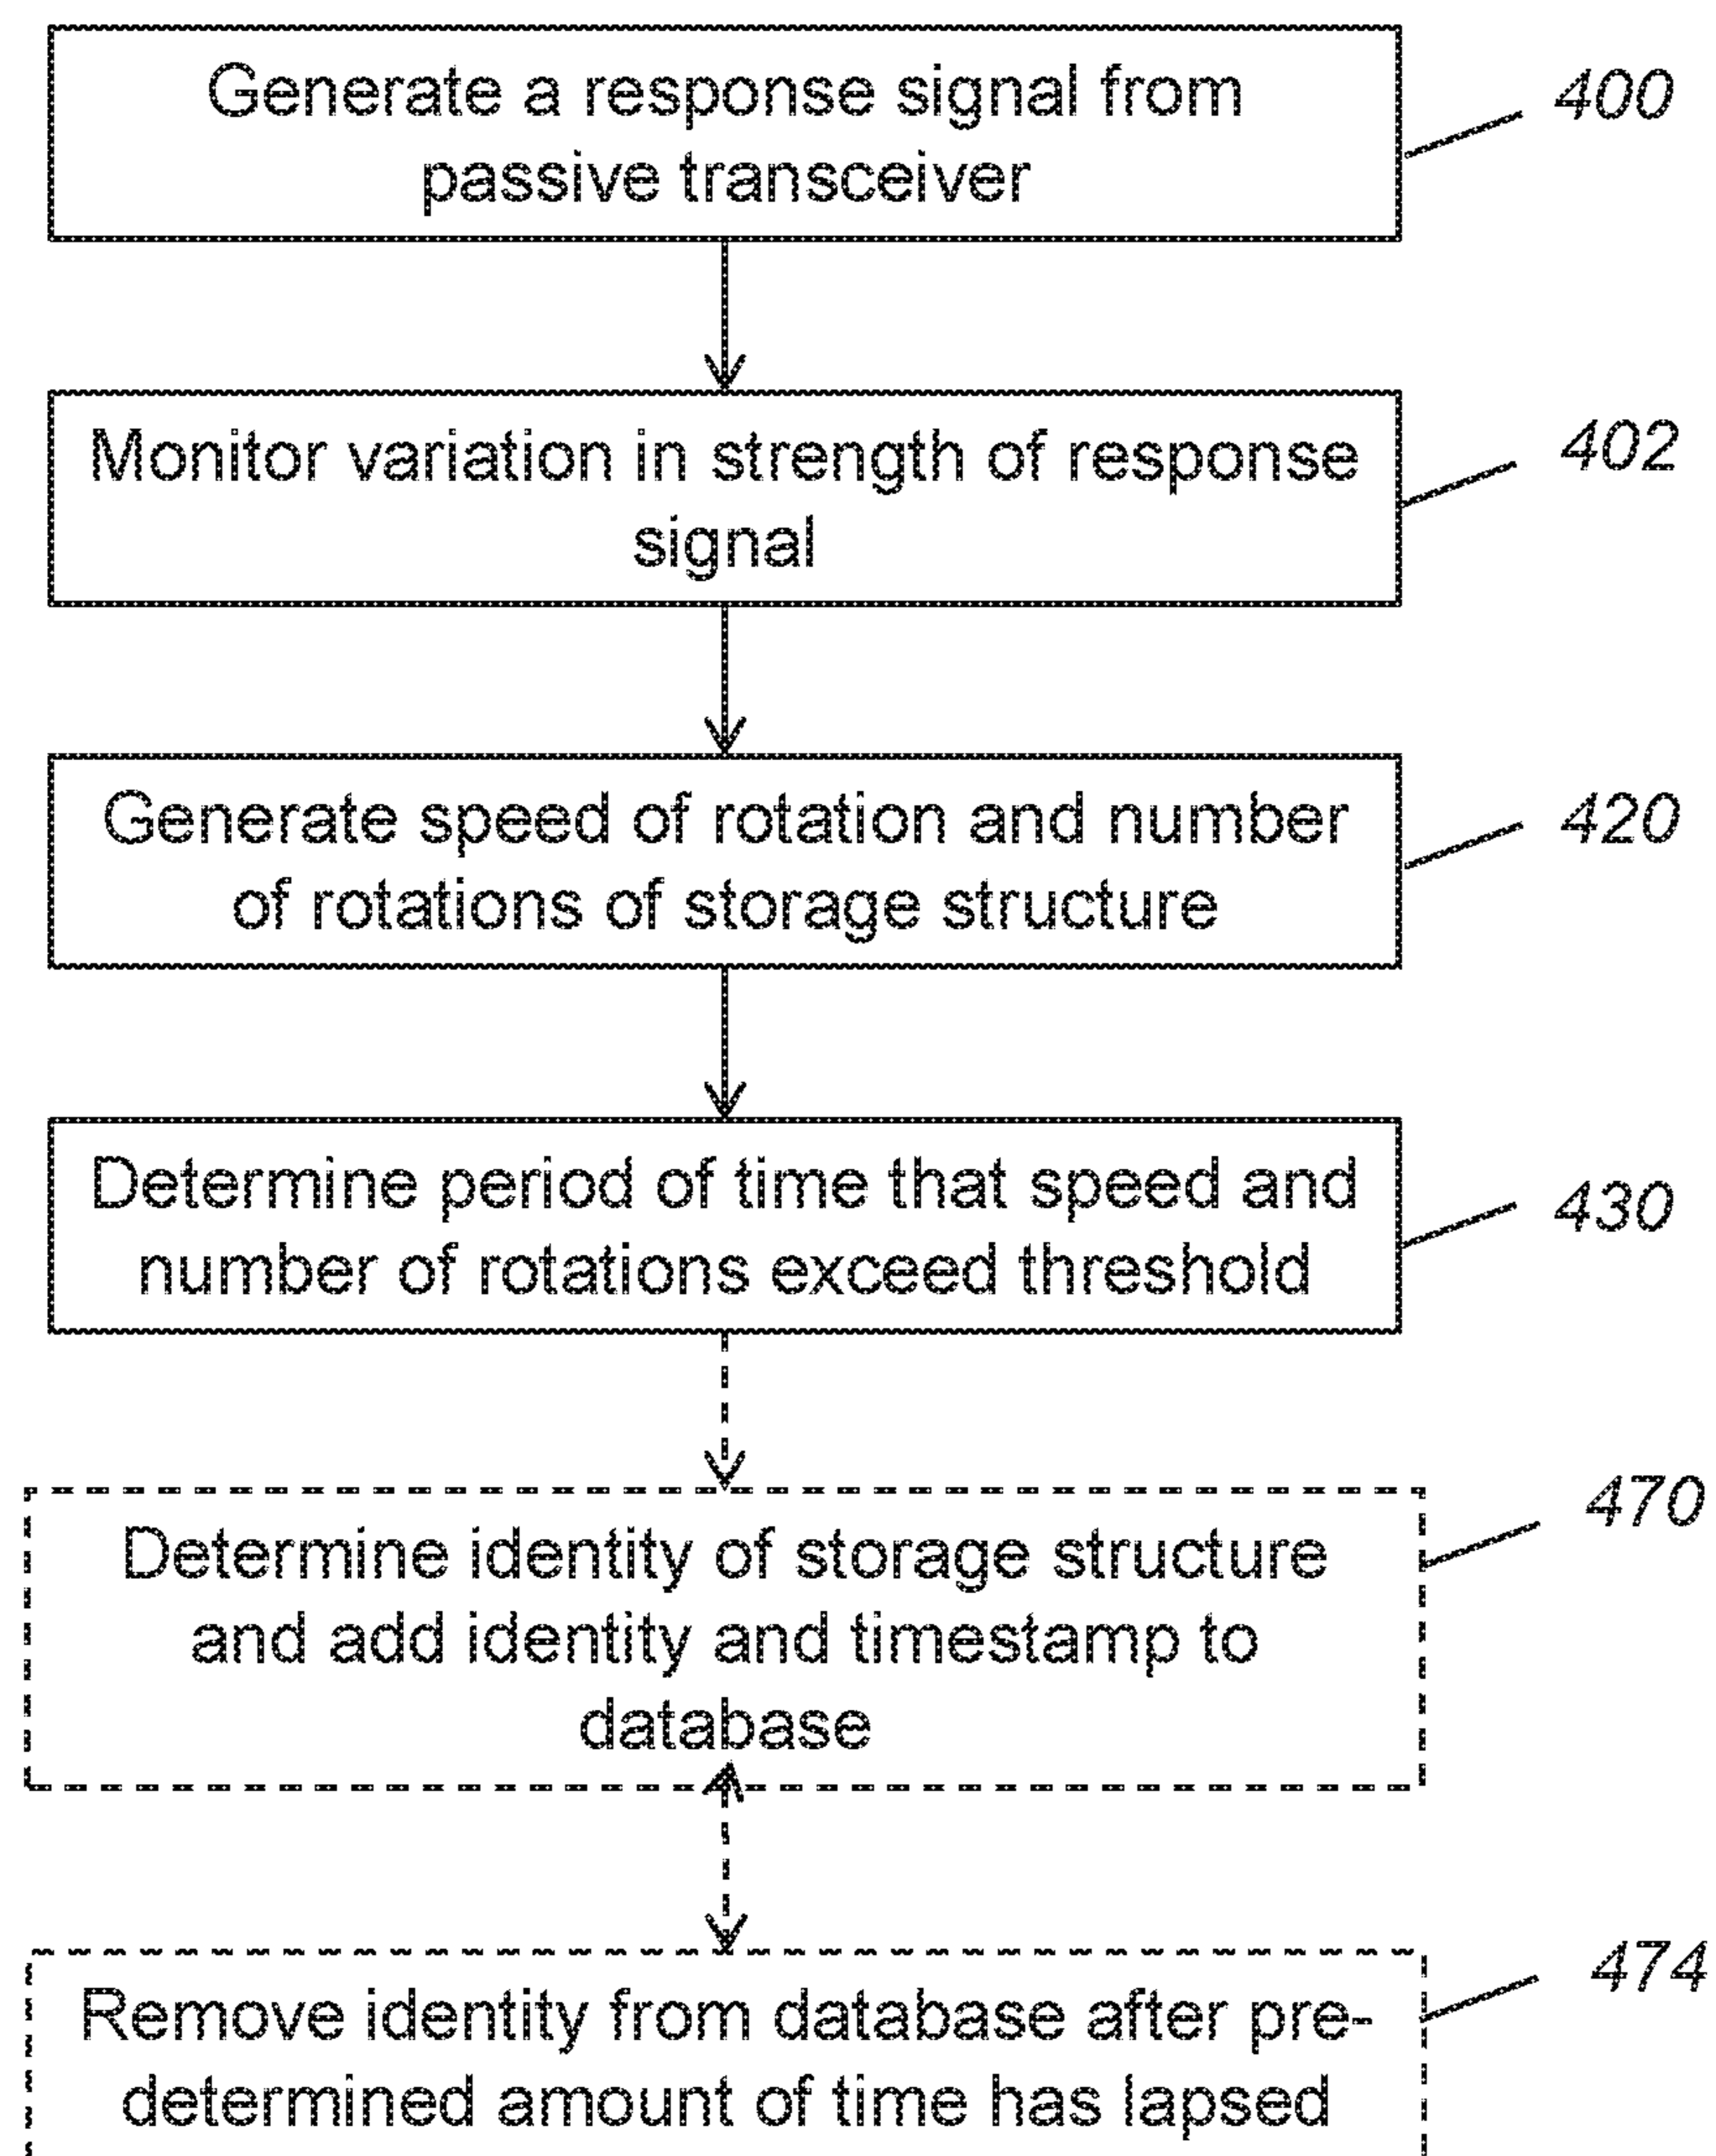 Generate a response signal from
passive transceiver
400
Monitor variation in strength of response
signal
402
Generate speed of rotation and number
of rotations of storage structure
420
Determine period of time that speed and
number of rotations exceed threshold
430
Determine identity of storage structure
and add identity and timestamp to
database
470
Remove identity from database after pre-
determined amount of time has lapsed
474